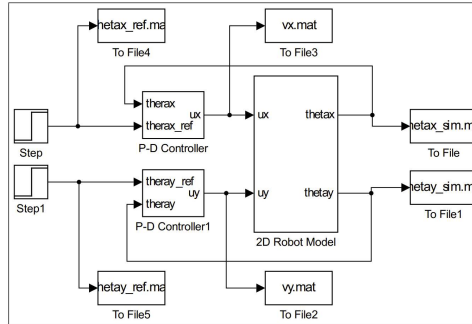 hetax_ref.ma
To File4
vx.mat
To File3
therax
ux
therax_ref
P-D Controller
Step
ux
thetax
hetax_sim.m
To File
theray_ref
uy
theray
P-D Controller1
Step1
uy
thetay
hetay_sim.m
To File1
2D Robot Model
hetay_ref.ma
To File5
vy.mat
To File2